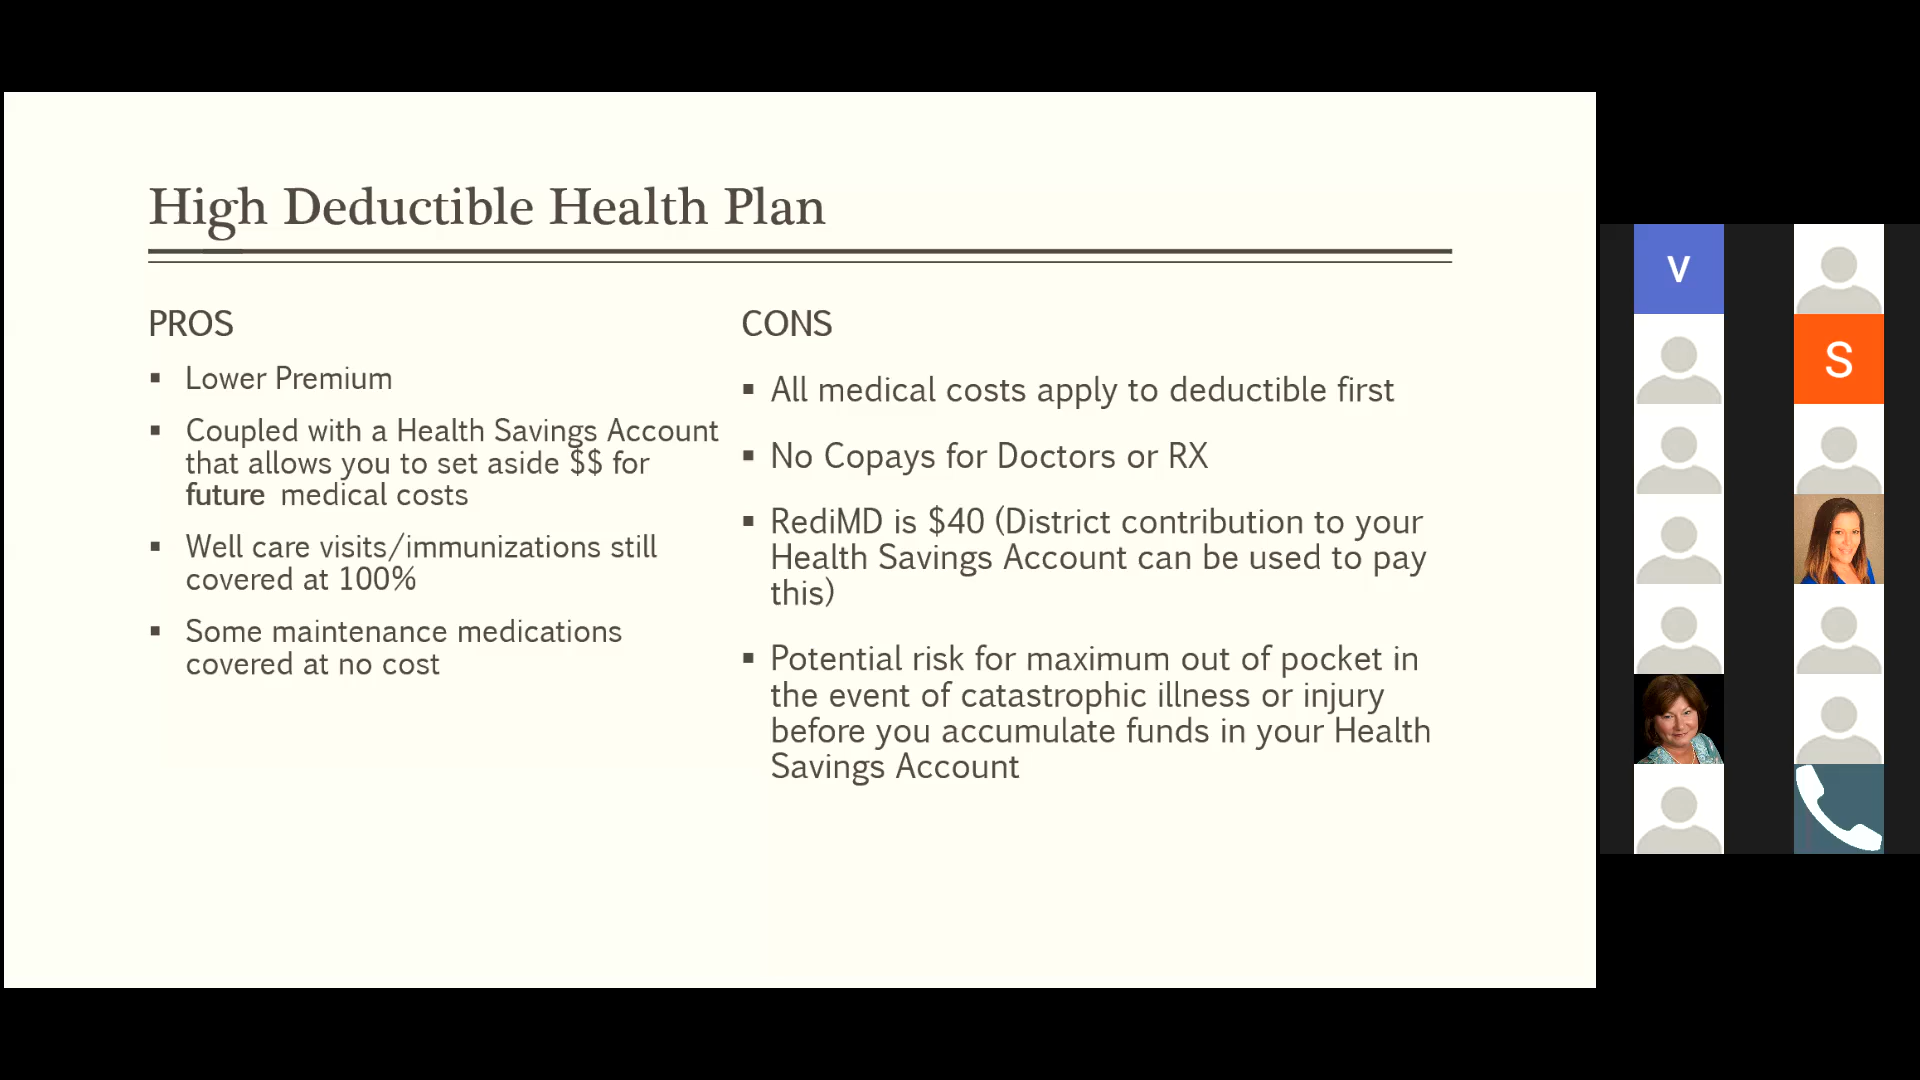 High Deductible Health Plan
PROS
▪ Lower Premium
▪ Coupled with a Health Savings Account
that allows you to set aside $$ for
future medical costs
▪ Well care visits/immunizations still
covered at 100%
▪ Some maintenance medications
covered at no cost
CONS
▪ All medical costs apply to deductible first
▪ No Copays for Doctors or RX
▪ RediMD is $40 (District contribution to your
Health Savings Account can be used to pay
this)
▪ Potential risk for maximum out of pocket in
the event of catastrophic illness or injury
before you accumulate funds in your Health
Savings Account
V
S